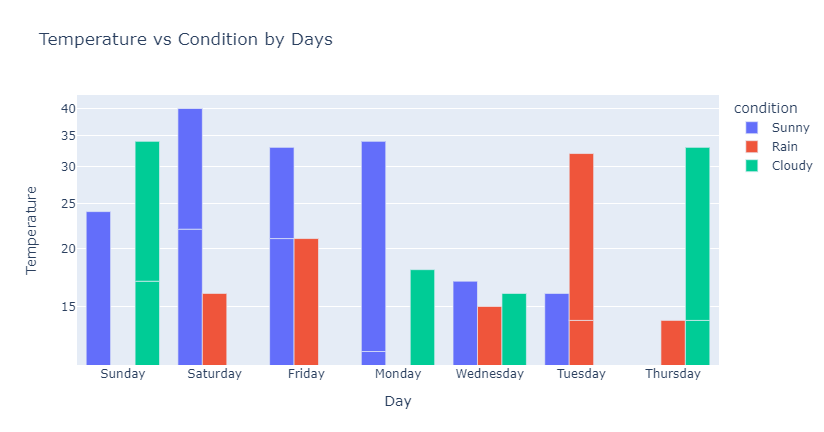 Temperature vs Condition by Days
condition
Sunny
Rain
Cloudy
Temperature
40
35
30
25
20
15
Sunday Saturday Friday Monday Wednesday Tuesday Thursday
Day